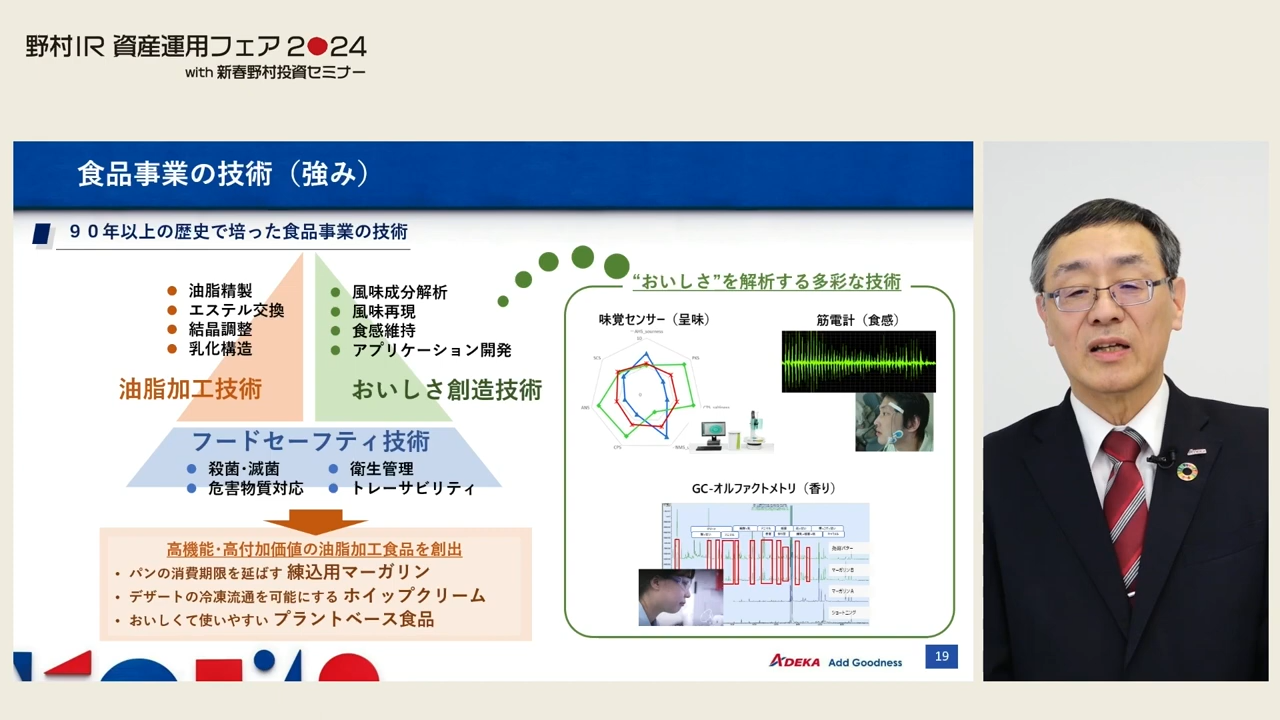 野村IR 資産運用フェア 2024
with 新春野村投資セミナー
食品事業の技術（強み）
９０年以上の歴史で培った食品事業の技術
油脂精製
エステル交換
結晶調整
乳化構造
油脂加工技術
風味成分解析
風味再現
食感維持
アプリケーション開発
おいしさ創造技術
フードセーフティ技術
殺菌･滅菌
危害物質対応
衛生管理
トレーサビリティ
高機能･高付加価値の油脂加工食品を創出
・パンの消費期限を延ばす 練込用マーガリン
・デザートの冷凍流通を可能にする ホイップクリーム
・おいしくて使いやすい プラントベース食品
“おいしさ”を解析する多彩な技術
味覚センサー（呈味）
筋電計（食感）
GC-オルファクトメトリ（香り）
マーガリンB
マーガリンA
ショートニング
ADEKA Add Goodness
19